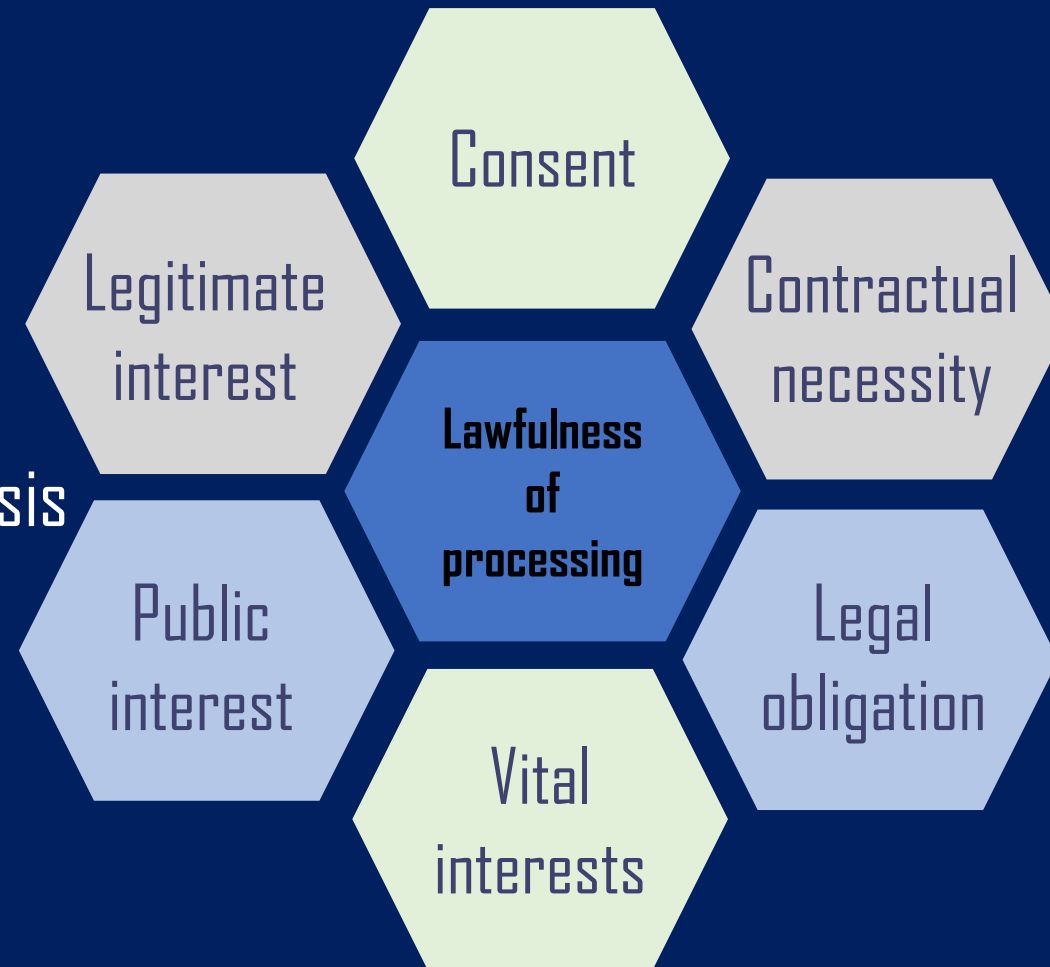 Consent
Legitimate
interest
Contractual
necessity
Lawfulness
of
processing
sis
Public
interest
Legal
obligation
Vital
interests